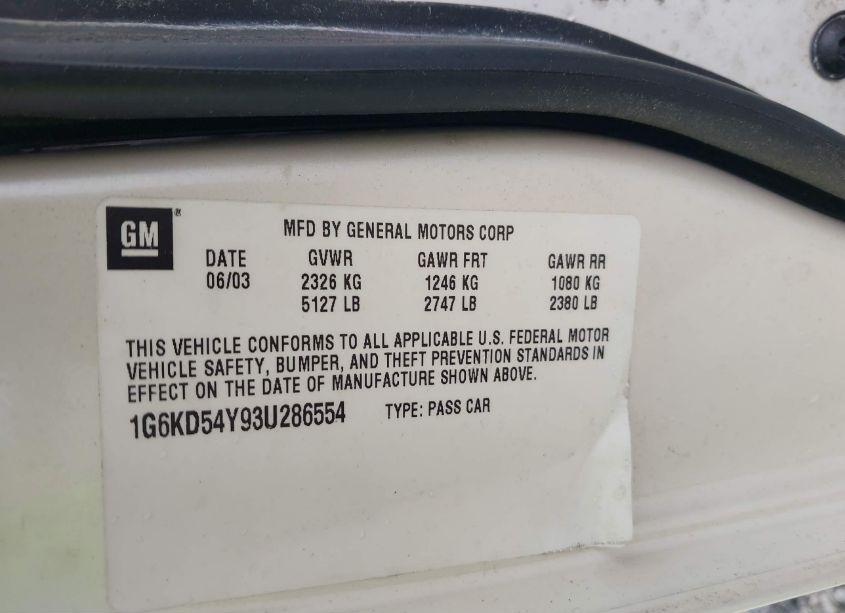 GM®
MFD BY GENERAL MOTORS CORP
DATE GVWR GAWR FRT GAWR RR
06/03 2326 KG 1246 KG 1080 KG
5127 LB 2747 LB 2380 LB
THIS VEHICLE CONFORMS TO ALL APPLICABLE U.S. FEDERAL MOTOR
VEHICLE SAFETY, BUMPER, AND THEFT PREVENTION STANDARDS IN
EFFECT ON THE DATE OF MANUFACTURE SHOWN ABOVE.
1G6KD54Y93U286554 TYPE: PASS CAR